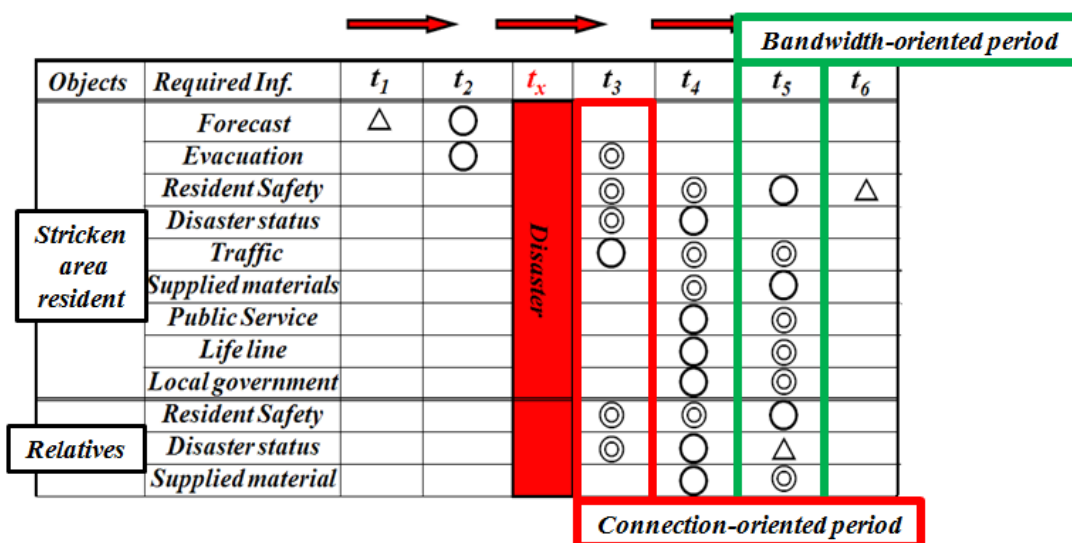 Bandwidth-oriented period
Objects Required Inf. t1 t2 tx t3 t4 t5 t6
Forecast △ ○
Evacuation ○ ◎
Resident Safety ◎ ◎ ○ △
Disaster status ◎ ○
Traffic ○ ◎ ◎
Supplied materials ◎ ○
Public Service ○ ◎
Life line ○ ◎
Local government ○ ◎
Stricken
area
resident
Disaster
Resident Safety ◎ ◎ ○
Disaster status ◎ ○ △
Supplied material ○ ◎
Relatives
Connection-oriented period